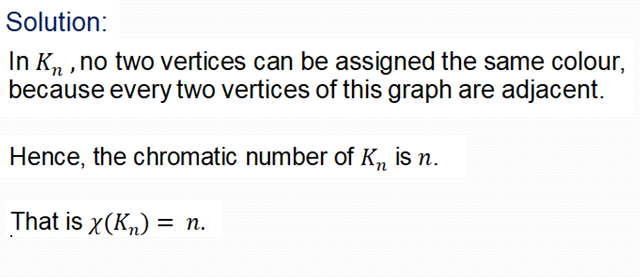 Solution:
In Kₙ , no two vertices can be assigned the same colour,
because every two vertices of this graph are adjacent.
Hence, the chromatic number of Kₙ is n.
That is χ(Kₙ) = n.